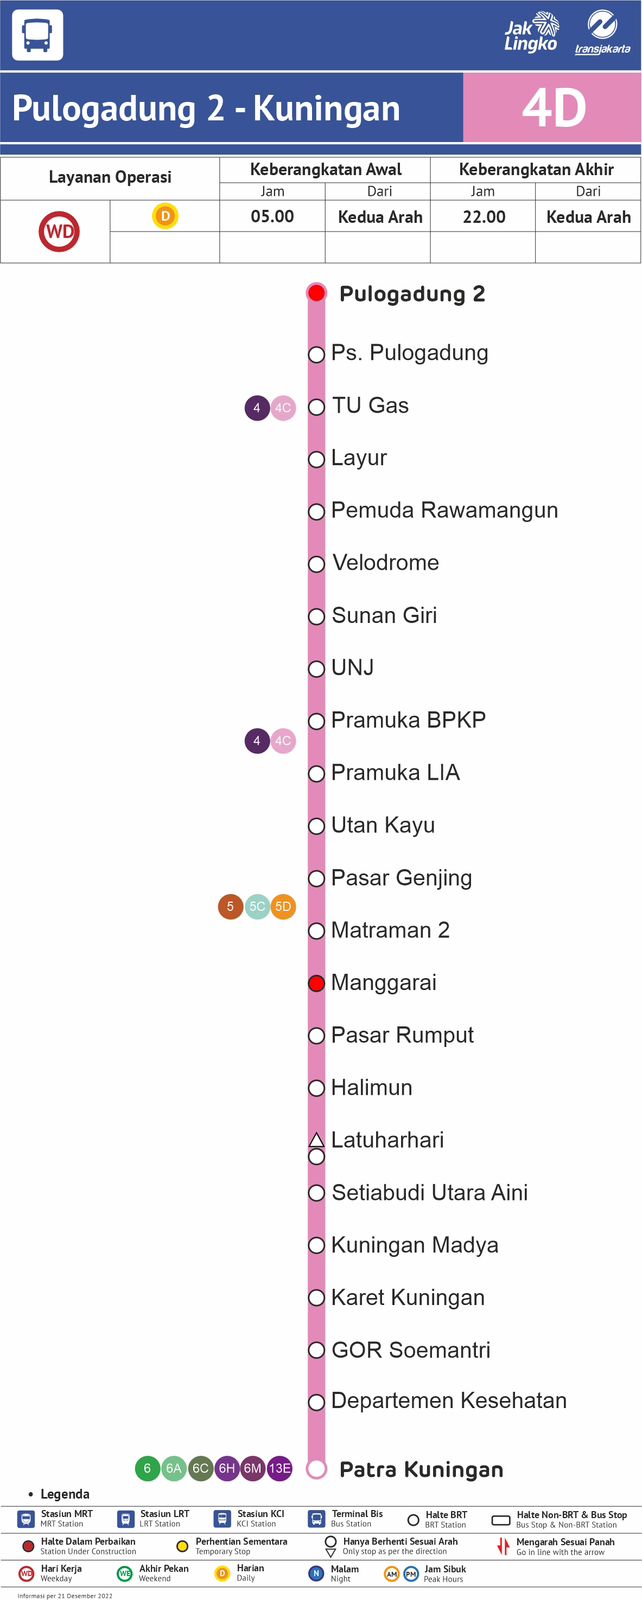 Jak
Lingko
transjakarta
Pulogadung 2 - Kuningan
4D
Layanan Operasi
Keberangkatan Awal
Keberangkatan Akhir
Jam
Dari
Jam
Dari
WD
D
05.00
Kedua Arah
22.00
Kedua Arah
Pulogadung 2
Ps. Pulogadung
4 4C
TU Gas
Layur
Pemuda Rawamangun
Velodrome
Sunan Giri
UNJ
Pramuka BPKP
4 4C
Pramuka LIA
Utan Kayu
Pasar Genjing
5 5C 5D
Matraman 2
Manggarai
Pasar Rumput
Halimun
Latuharhari
Setiabudi Utara Aini
Kuningan Madya
Karet Kuningan
GOR Soemantri
Departemen Kesehatan
6 6A 6C 6H 6M 13E
Patra Kuningan
• Legenda
Stasiun MRT
MRT Station
Stasiun LRT
LRT Station
Stasiun KCI
KCI Station
Terminal Bis
Bus Station
Halte BRT
BRT Station
Halte Non-BRT & Bus Stop
Bus Stop & Non-BRT Station
Halte Dalam Perbaikan
Station Under Construction
Perhentian Sementara
Temporary Stop
Hanya Berhenti Sesuai Arah
Only stop as per the direction
Mengarah Sesuai Panah
Go in line with the arrow
WD
Hari Kerja
Weekday
WE
Akhir Pekan
Weekend
D
Harian
Daily
N
Malam
Night
AM PM
Jam Sibuk
Peak Hours
Informasi per 21 Desember 2022